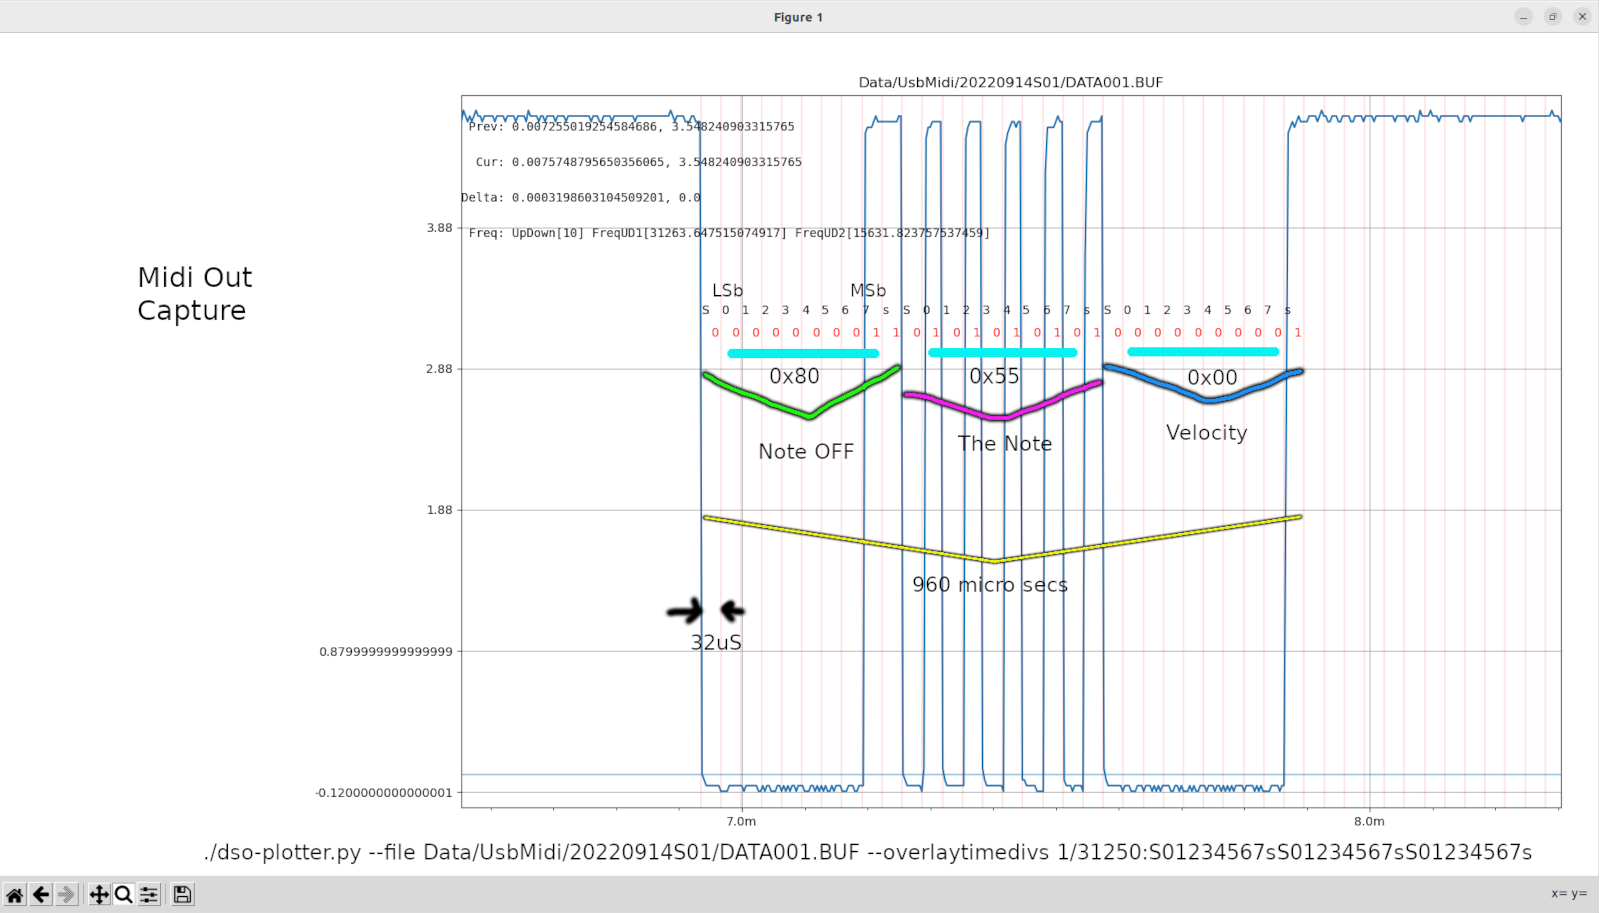 Figure 1
Data/UsbMidi/20220914S01/DATA001.BUF
Prev: 0.007255019254584686, 3.548240903315765
Cur: 0.0075748795650356065, 3.548240903315765
Delta: 0.0003198603104509201, 0.0
Freq: UpDown[10] FreqUD1[31263.647515074917] FreqUD2[15631.823757537459]
3.88
Midi Out
Capture
LSb MSb
S 0 1 2 3 4 5 6 7 s S 0 1 2 3 4 5 6 7 s S 0 1 2 3 4 5 6 7 s
0 0 0 0 0 0 0 0 1 1 0 1 0 1 0 1 0 1 0 1 0 0 0 0 0 0 0 0 0 1
2.88
0x80 0x55 0x00
Note OFF The Note Velocity
1.88
960 micro secs
32uS
0.8799999999999999
-0.12000000000000001
7.0m 8.0m
./dso-plotter.py --file Data/UsbMidi/20220914S01/DATA001.BUF --overlaytimedivs 1/31250:S01234567sS01234567sS01234567s
x= y=